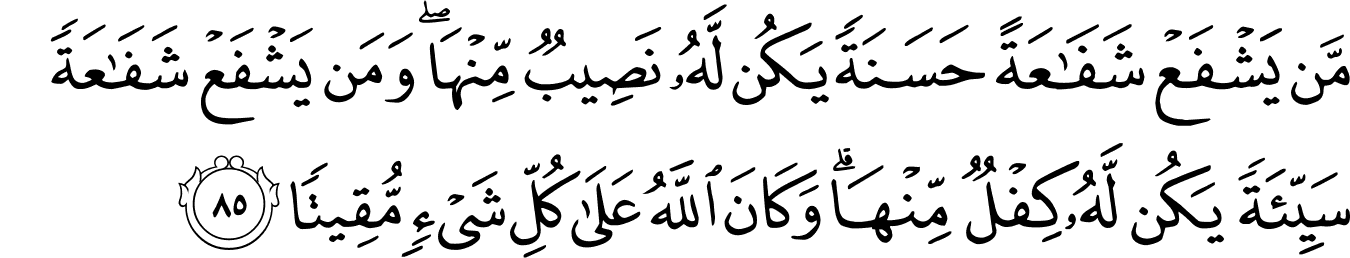 مَّن يَشْفَعْ شَفَٰعَةً حَسَنَةً يَكُن لَّهُۥ نَصِيبٌ مِّنْهَا ۖ وَمَن يَشْفَعْ شَفَٰعَةً
سَيِّئَةً يَكُن لَّهُۥ كِفْلٌ مِّنْهَا ۗ وَكَانَ ٱللَّهُ عَلَىٰ كُلِّ شَىْءٍ مُّقِيتًا ٨٥